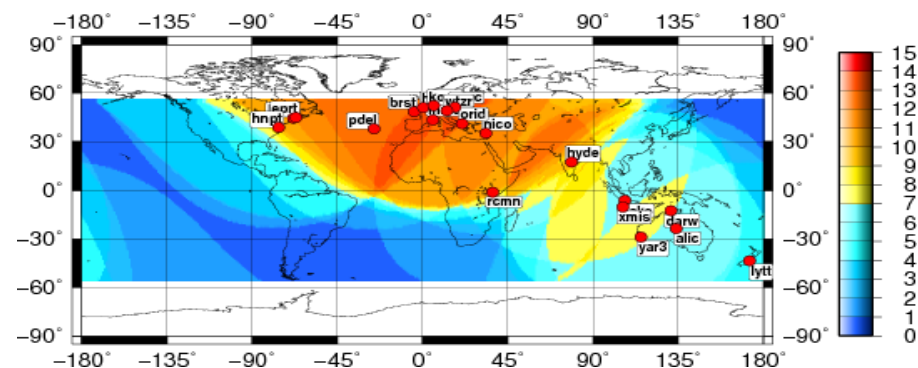 −180° −135° −90° −45° 0° 45° 90° 135° 180°
90° 90°
60° 60°
30° 30°
0° 0°
−30° −30°
−60° −60°
−90° −90°
−180° −135° −90° −45° 0° 45° 90° 135° 180°
brst
hnpt
pdel
orid
nico
hyde
rcmn
xmis
darw
alic
yar3
lytt
15
14
13
12
11
10
9
8
7
6
5
4
3
2
1
0